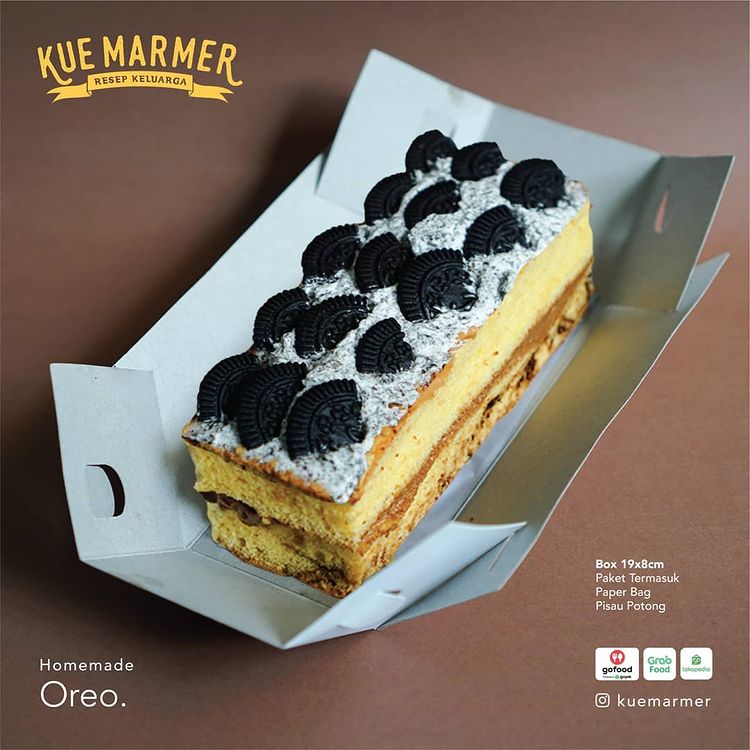 KUE MARMER
RESEP KELUARGA
Box 19x8cm
Paket Termasuk
Paper Bag
Pisau Potong
Homemade
Oreo.
gofood
Grab
Food
tokopedia
kuemarmer